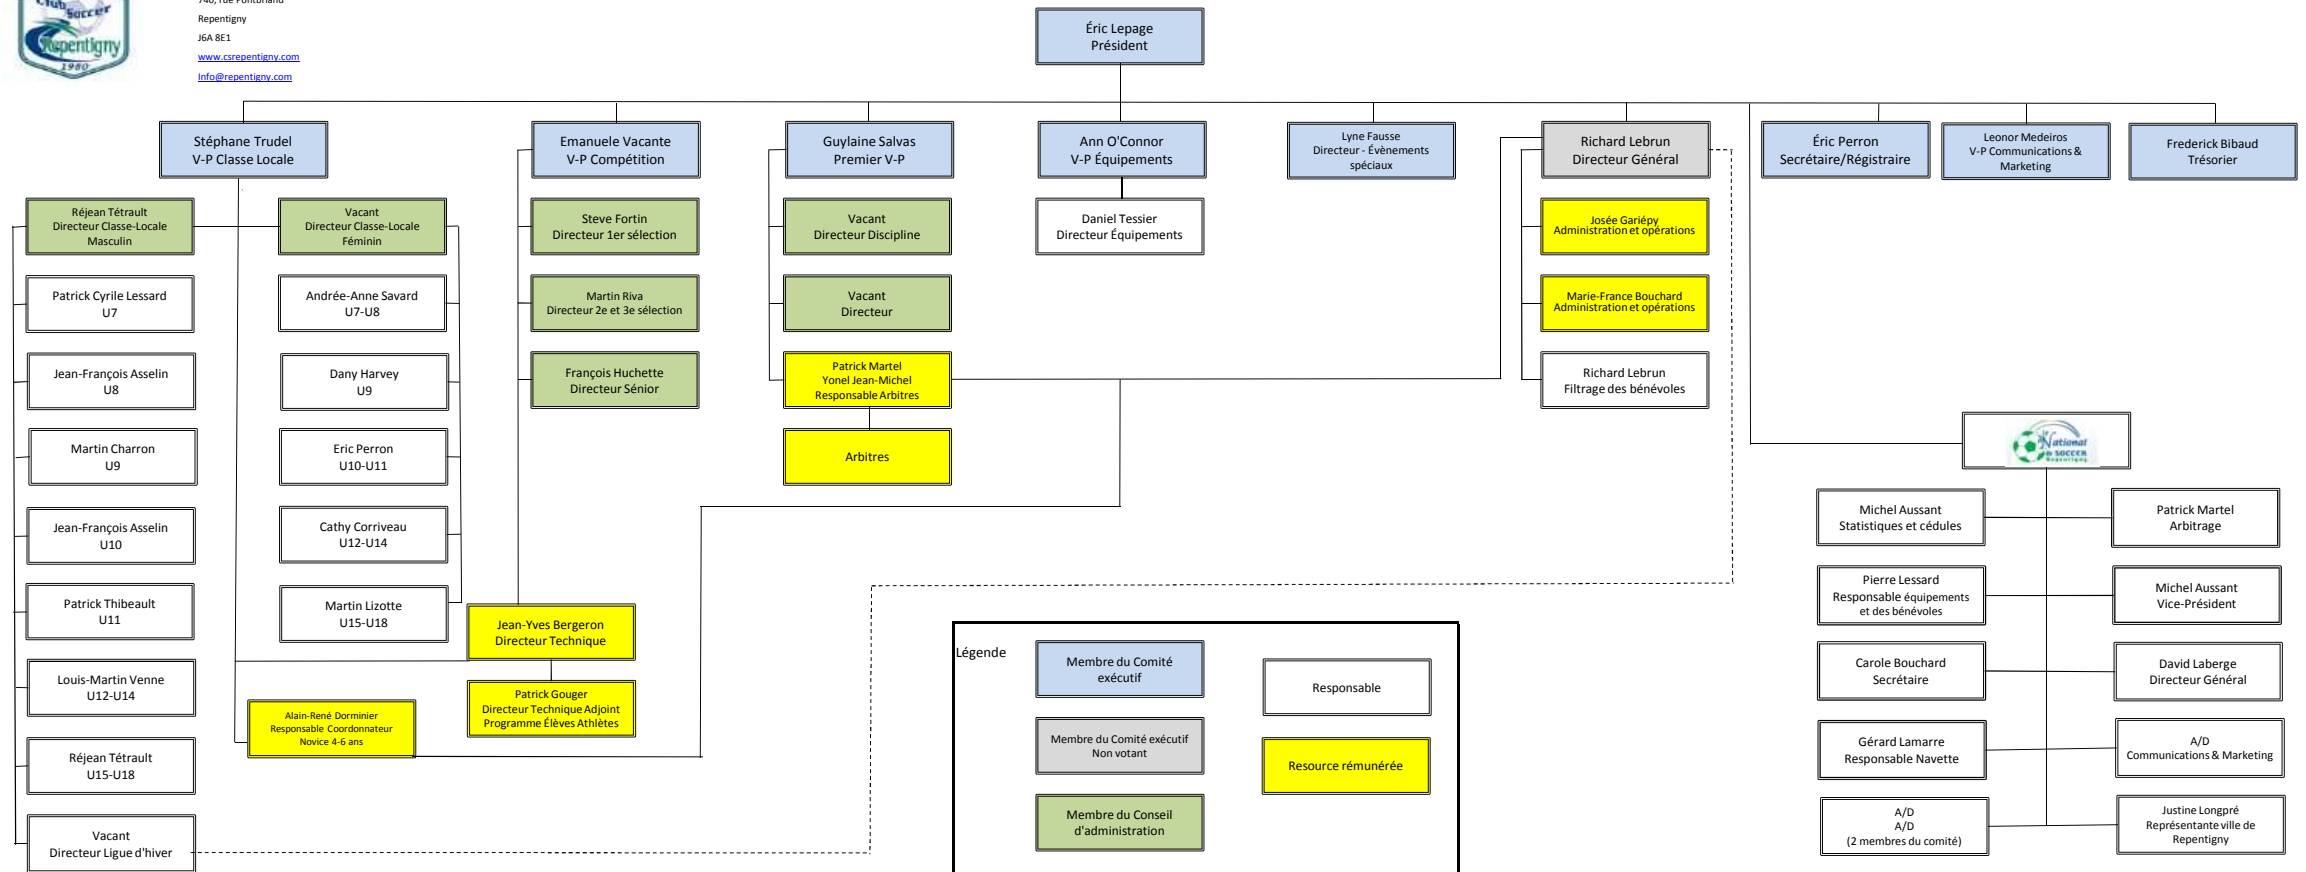 Club
Soccer
Repentigny
1980
740, rue Pontbriand
Repentigny
J6A 8E1
www.csrepentigny.com
Info@repentigny.com
Éric Lepage
Président
Stéphane Trudel
V-P Classe Locale
Emanuele Vacante
V-P Compétition
Guylaine Salvas
Premier V-P
Ann O'Connor
V-P Équipements
Lyne Fausse
Directeur - Évènements
spéciaux
Richard Lebrun
Directeur Général
Éric Perron
Secrétaire/Régistraire
Leonor Medeiros
V-P Communications &
Marketing
Frederick Bibaud
Trésorier
Réjean Tétrault
Directeur Classe-Locale
Masculin
Vacant
Directeur Classe-Locale
Féminin
Steve Fortin
Directeur 1er sélection
Vacant
Directeur Discipline
Daniel Tessier
Directeur Équipements
Josée Gariépy
Administration et opérations
Patrick Cyrile Lessard
U7
Andrée-Anne Savard
U7-U8
Martin Riva
Directeur 2e et 3e sélection
Vacant
Directeur
Marie-France Bouchard
Administration et opérations
Jean-François Asselin
U8
Dany Harvey
U9
François Huchette
Directeur Sénior
Patrick Martel
Yonel Jean-Michel
Responsable Arbitres
Richard Lebrun
Filtrage des bénévoles
Martin Charron
U9
Eric Perron
U10-U11
Arbitres
le
National
de SOCCER
Repentigny
Jean-François Asselin
U10
Cathy Corriveau
U12-U14
Michel Aussant
Statistiques et cédules
Patrick Martel
Arbitrage
Patrick Thibeault
U11
Martin Lizotte
U15-U18
Jean-Yves Bergeron
Directeur Technique
Pierre Lessard
Responsable équipements
et des bénévoles
Michel Aussant
Vice-Président
Louis-Martin Venne
U12-U14
Patrick Gouger
Directeur Technique Adjoint
Programme Élèves Athlètes
Carole Bouchard
Secrétaire
David Laberge
Directeur Général
Alain-René Dorminier
Responsable Coordonnateur
Novice 4-6 ans
Réjean Tétrault
U15-U18
Gérard Lamarre
Responsable Navette
A/D
Communications & Marketing
Vacant
Directeur Ligue d'hiver
A/D
A/D
(2 membres du comité)
Justine Longpré
Représentante ville de
Repentigny
Légende
Membre du Comité
exécutif
Responsable
Membre du Comité exécutif
Non votant
Resource rémunérée
Membre du Conseil
d'administration